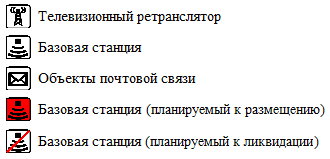 Телевизионный ретранслятор
Базовая станция
Объекты почтовой связи
Базовая станция (планируемый к размещению)
Базовая станция (планируемый к ликвидации)